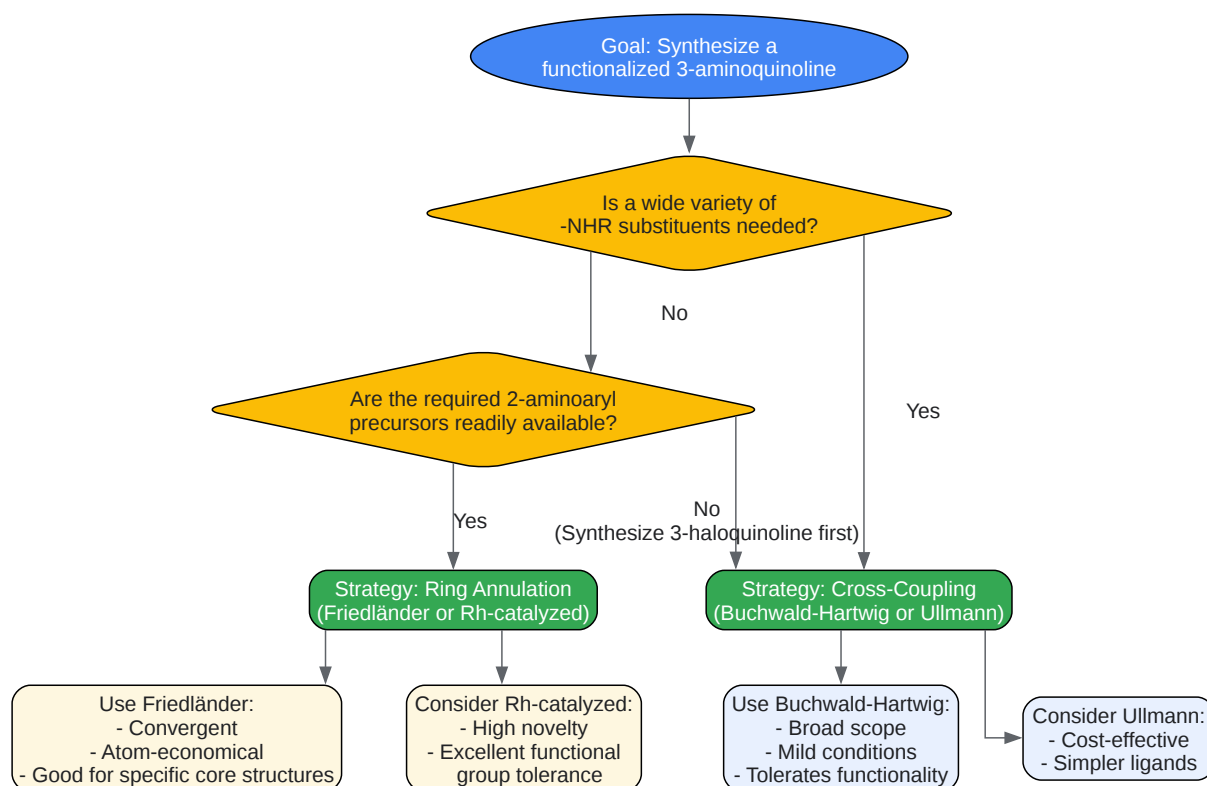 Goal: Synthesize a
functionalized 3-aminoquinoline
Is a wide variety of
-NHR substituents needed?
No
Are the required 2-aminoaryl
precursors readily available?
Yes
Yes
No
(Synthesize 3-haloquinoline first)
Strategy: Ring Annulation
(Friedländer or Rh-catalyzed)
Strategy: Cross-Coupling
(Buchwald-Hartwig or Ullmann)
Use Friedländer:
- Convergent
- Atom-economical
- Good for specific core structures
Consider Rh-catalyzed:
- High novelty
- Excellent functional
group tolerance
Use Buchwald-Hartwig:
- Broad scope
- Mild conditions
- Tolerates functionality
Consider Ullmann:
- Cost-effective
- Simpler ligands